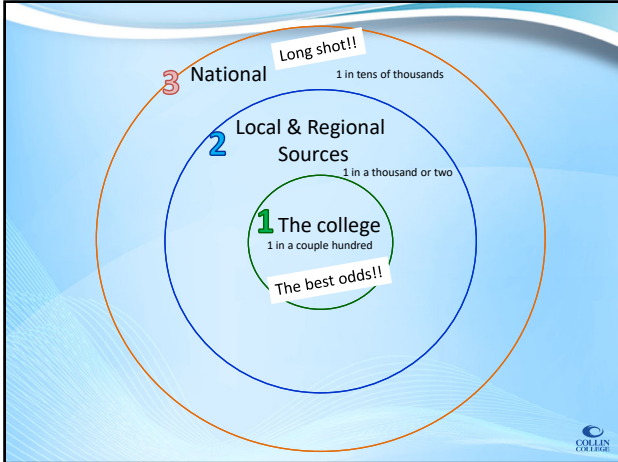 Long shot!!
3 National
1 in tens of thousands
2 Local & Regional
Sources
1 in a thousand or two
1 The college
1 in a couple hundred
The best odds!!
COLLIN
COLLEGE